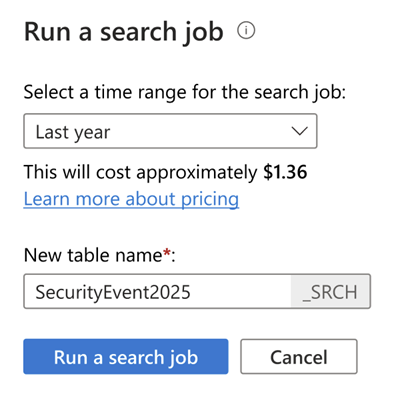 Run a search job
Select a time range for the search job:
Last year
This will cost approximately $1.36
Learn more about pricing
New table name*:
SecurityEvent2025 _SRCH
Run a search job Cancel